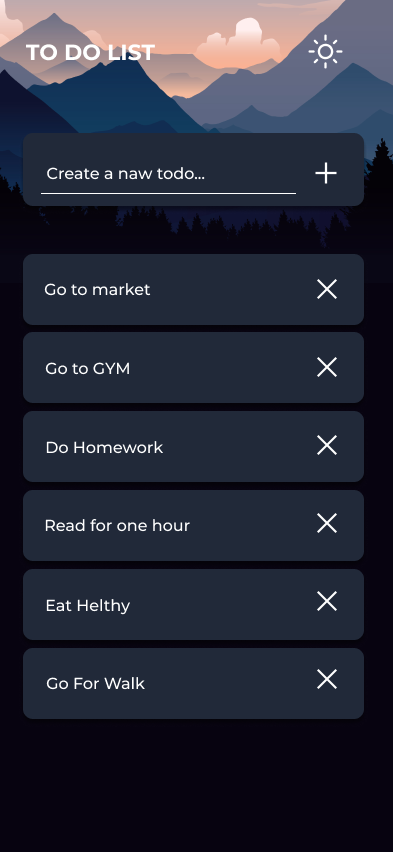 TO DO LIST
Create a naw todo...
Go to market
Go to GYM
Do Homework
Read for one hour
Eat Helthy
Go For Walk